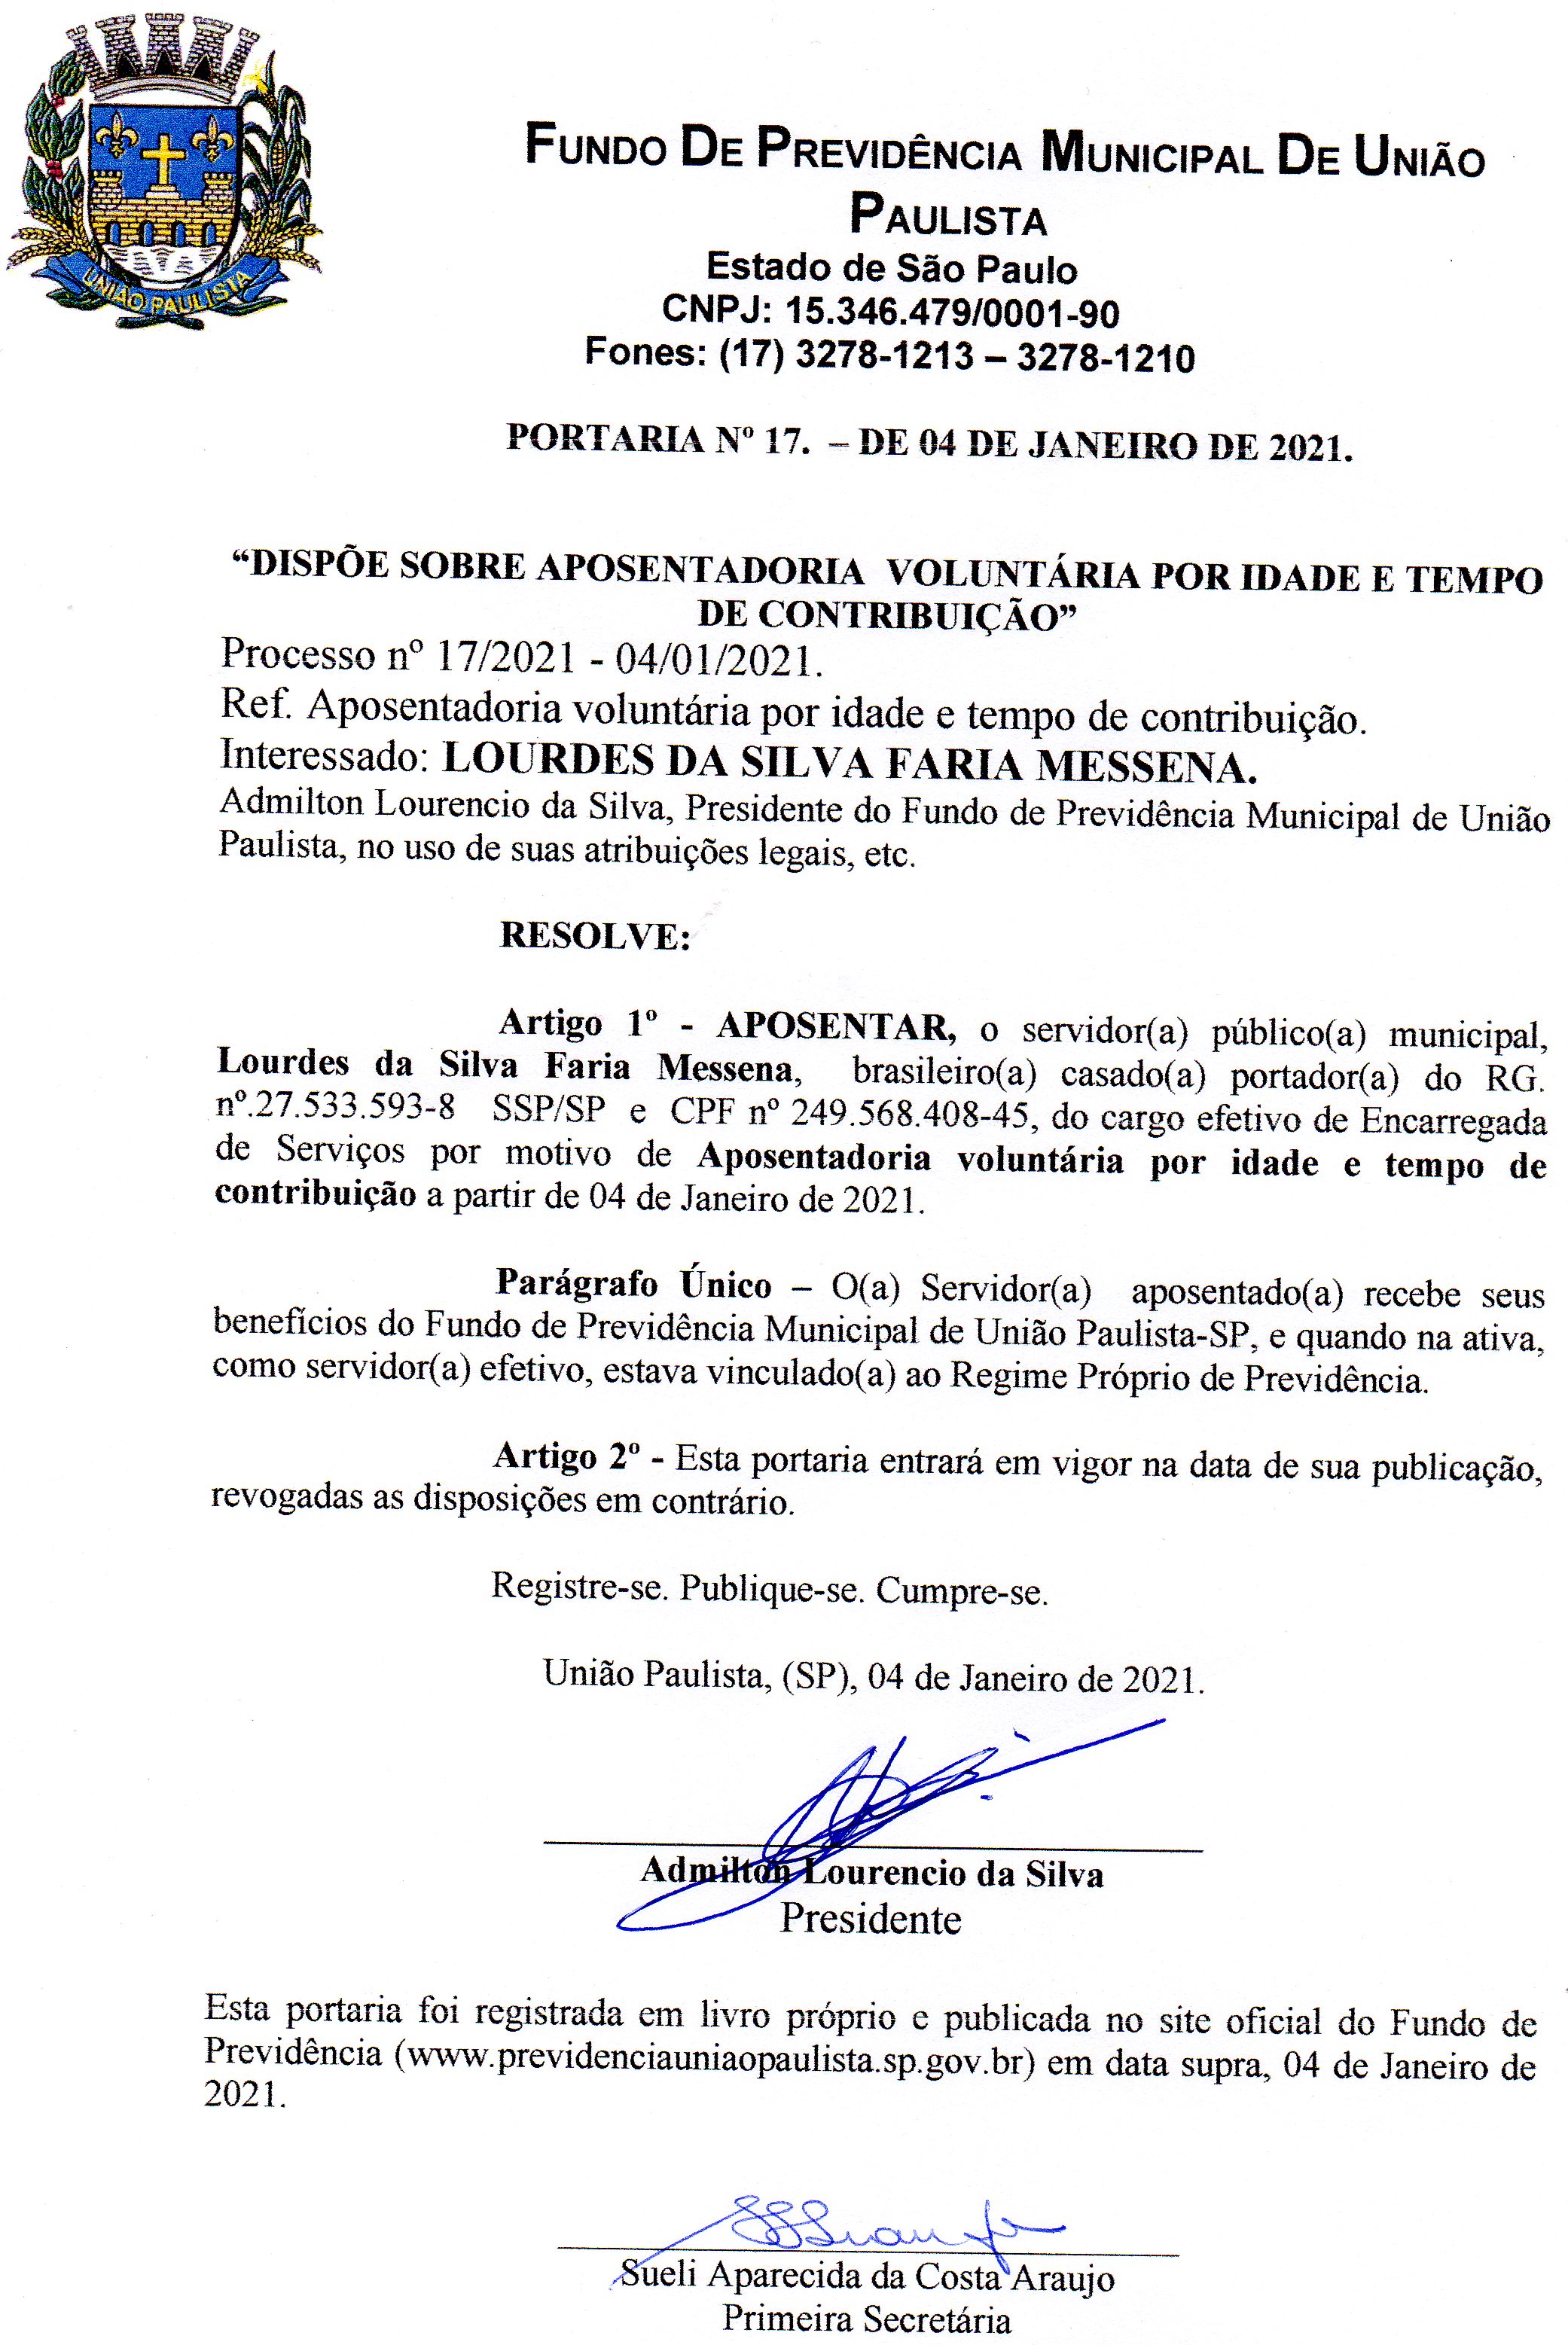 UNIÃO PAULISTA
FUNDO DE PREVIDÊNCIA MUNICIPAL DE UNIÃO
PAULISTA
Estado de São Paulo
CNPJ: 15.346.479/0001-90
Fones: (17) 3278-1213 – 3278-1210
PORTARIA Nº 17. – DE 04 DE JANEIRO DE 2021.
“DISPÕE SOBRE APOSENTADORIA VOLUNTÁRIA POR IDADE E TEMPO
DE CONTRIBUIÇÃO”
Processo nº 17/2021 - 04/01/2021.
Ref. Aposentadoria voluntária por idade e tempo de contribuição.
Interessado: LOURDES DA SILVA FARIA MESSENA.
Admilton Lourencio da Silva, Presidente do Fundo de Previdência Municipal de União
Paulista, no uso de suas atribuições legais, etc.
RESOLVE:
Artigo 1º - APOSENTAR, o servidor(a) público(a) municipal,
Lourdes da Silva Faria Messena, brasileiro(a) casado(a) portador(a) do RG.
nº.27.533.593-8 SSP/SP e CPF nº 249.568.408-45, do cargo efetivo de Encarregada
de Serviços por motivo de Aposentadoria voluntária por idade e tempo de
contribuição a partir de 04 de Janeiro de 2021.
Parágrafo Único – O(a) Servidor(a) aposentado(a) recebe seus
benefícios do Fundo de Previdência Municipal de União Paulista-SP, e quando na ativa,
como servidor(a) efetivo, estava vinculado(a) ao Regime Próprio de Previdência.
Artigo 2º - Esta portaria entrará em vigor na data de sua publicação,
revogadas as disposições em contrário.
Registre-se. Publique-se. Cumpre-se.
União Paulista, (SP), 04 de Janeiro de 2021.
Admilton Lourencio da Silva
Presidente
Esta portaria foi registrada em livro próprio e publicada no site oficial do Fundo de
Previdência (www.previdenciauniaopaulista.sp.gov.br) em data supra, 04 de Janeiro de
2021.
Sueli Aparecida da Costa Araujo
Primeira Secretária